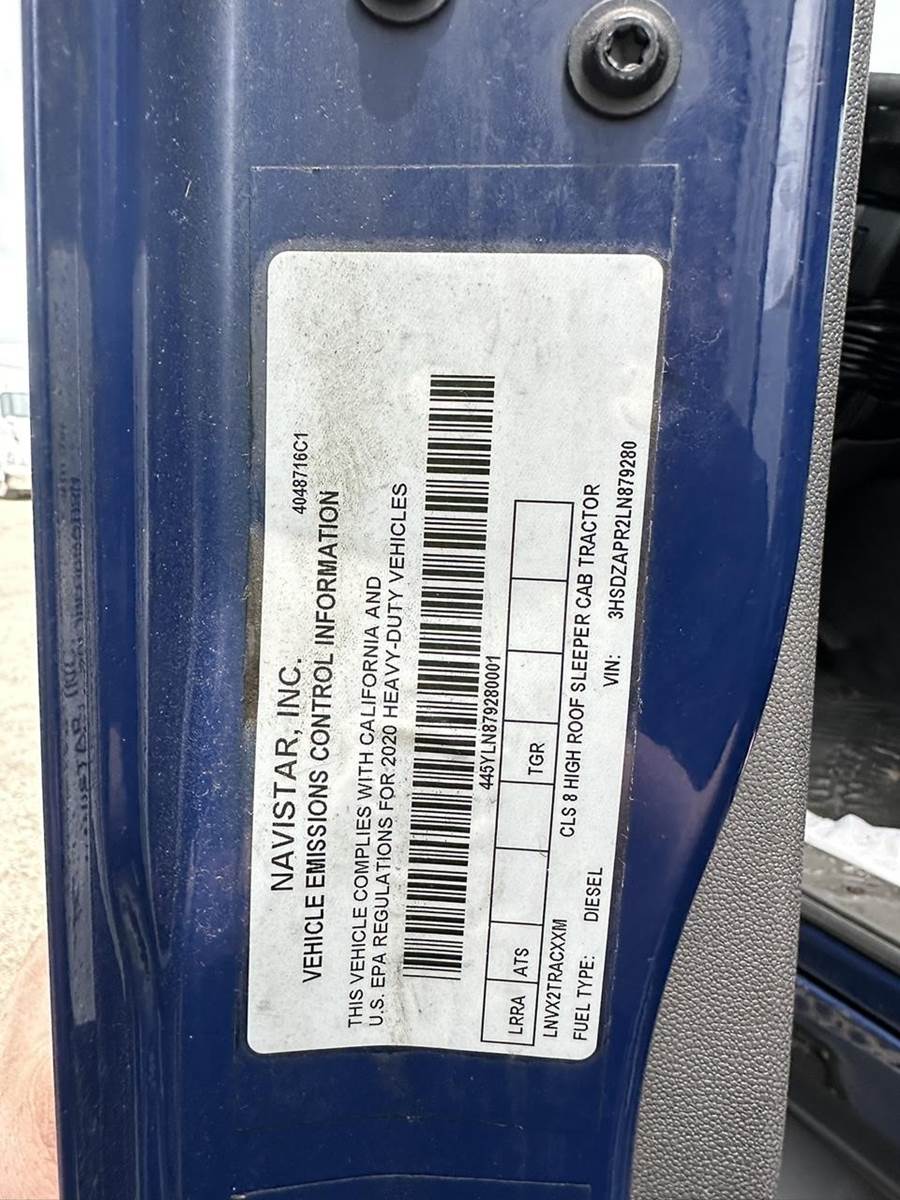 4048716C1
NAVISTAR, INC.
VEHICLE EMISSIONS CONTROL INFORMATION
THIS VEHICLE COMPLIES WITH CALIFORNIA AND
U.S. EPA REGULATIONS FOR 2020 HEAVY-DUTY VEHICLES
445YLN879280001
LRRA ATS TGR
LNVX2TRACXXM CLS 8 HIGH ROOF SLEEPER CAB TRACTOR
FUEL TYPE: DIESEL VIN: 3HSDZAPR2LN879280